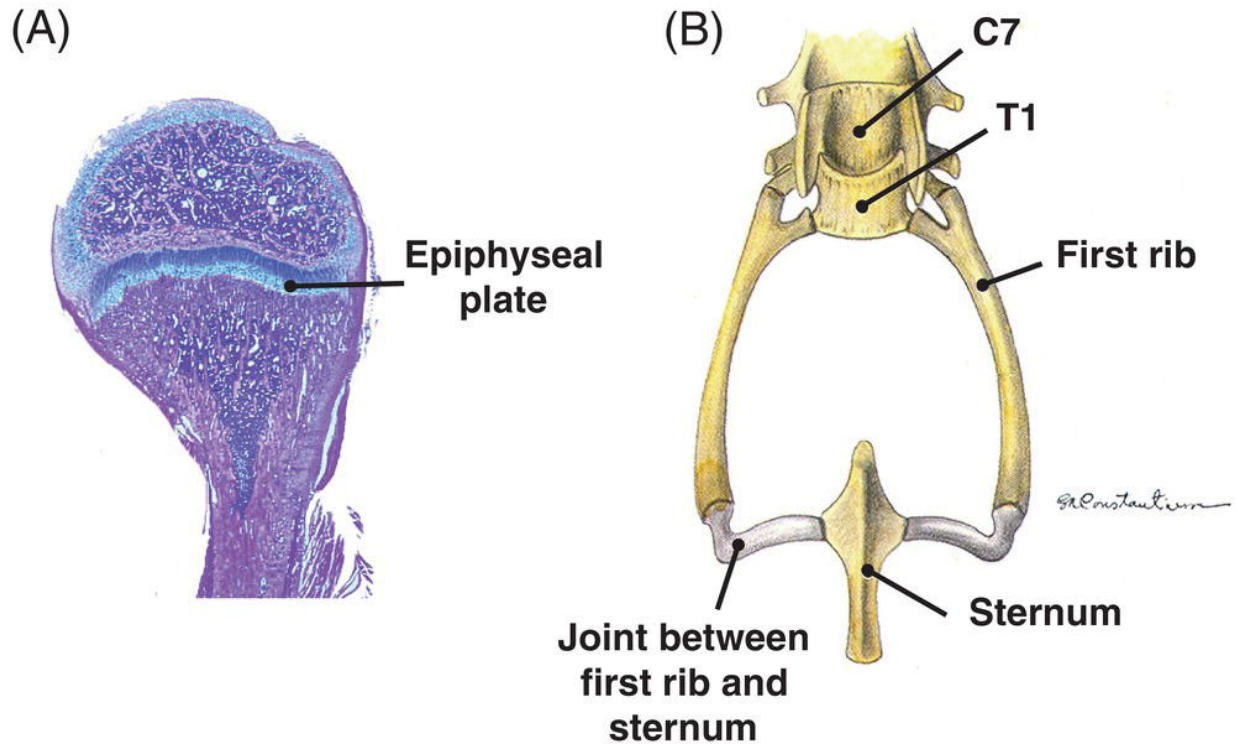 (A)
Epiphyseal
plate
(B)
C7
T1
First rib
Sternum
Joint between
first rib and
sternum